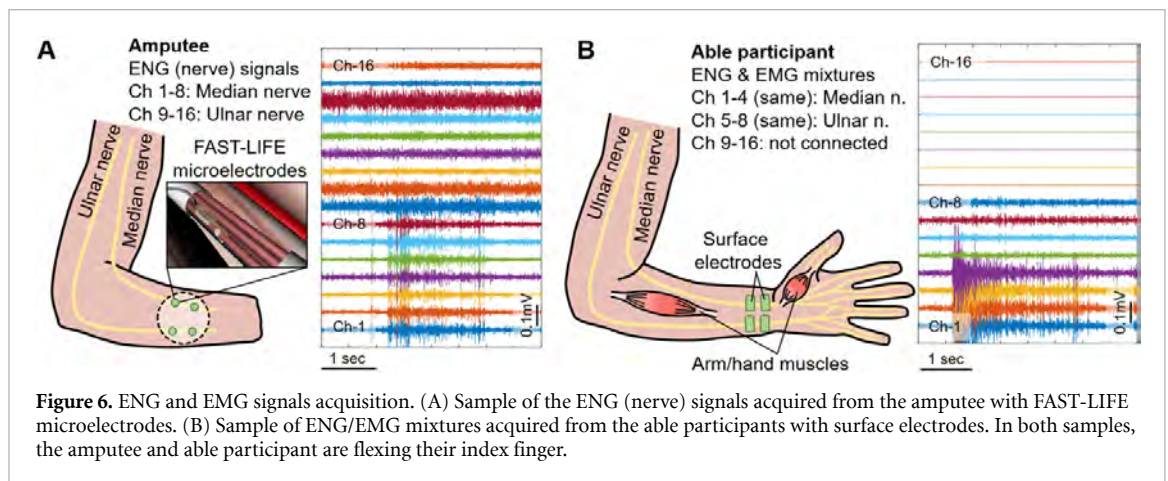 A
Amputee
ENG (nerve) signals
Ch 1-8: Median nerve
Ch 9-16: Ulnar nerve
FAST-LIFE
microelectrodes
Ulnar nerve
Median nerve
Ch-16
Ch-8
Ch-1
0.1mV
1 sec
B
Able participant
ENG & EMG mixtures
Ch 1-4 (same): Median n.
Ch 5-8 (same): Ulnar n.
Ch 9-16: not connected
Ulnar nerve
Median nerve
Surface
electrodes
Arm/hand muscles
Ch-16
Ch-8
Ch-1
0.1mV
1 sec
Figure 6. ENG and EMG signals acquisition. (A) Sample of the ENG (nerve) signals acquired from the amputee with FAST-LIFE
microelectrodes. (B) Sample of ENG/EMG mixtures acquired from the able participants with surface electrodes. In both samples,
the amputee and able participant are flexing their index finger.